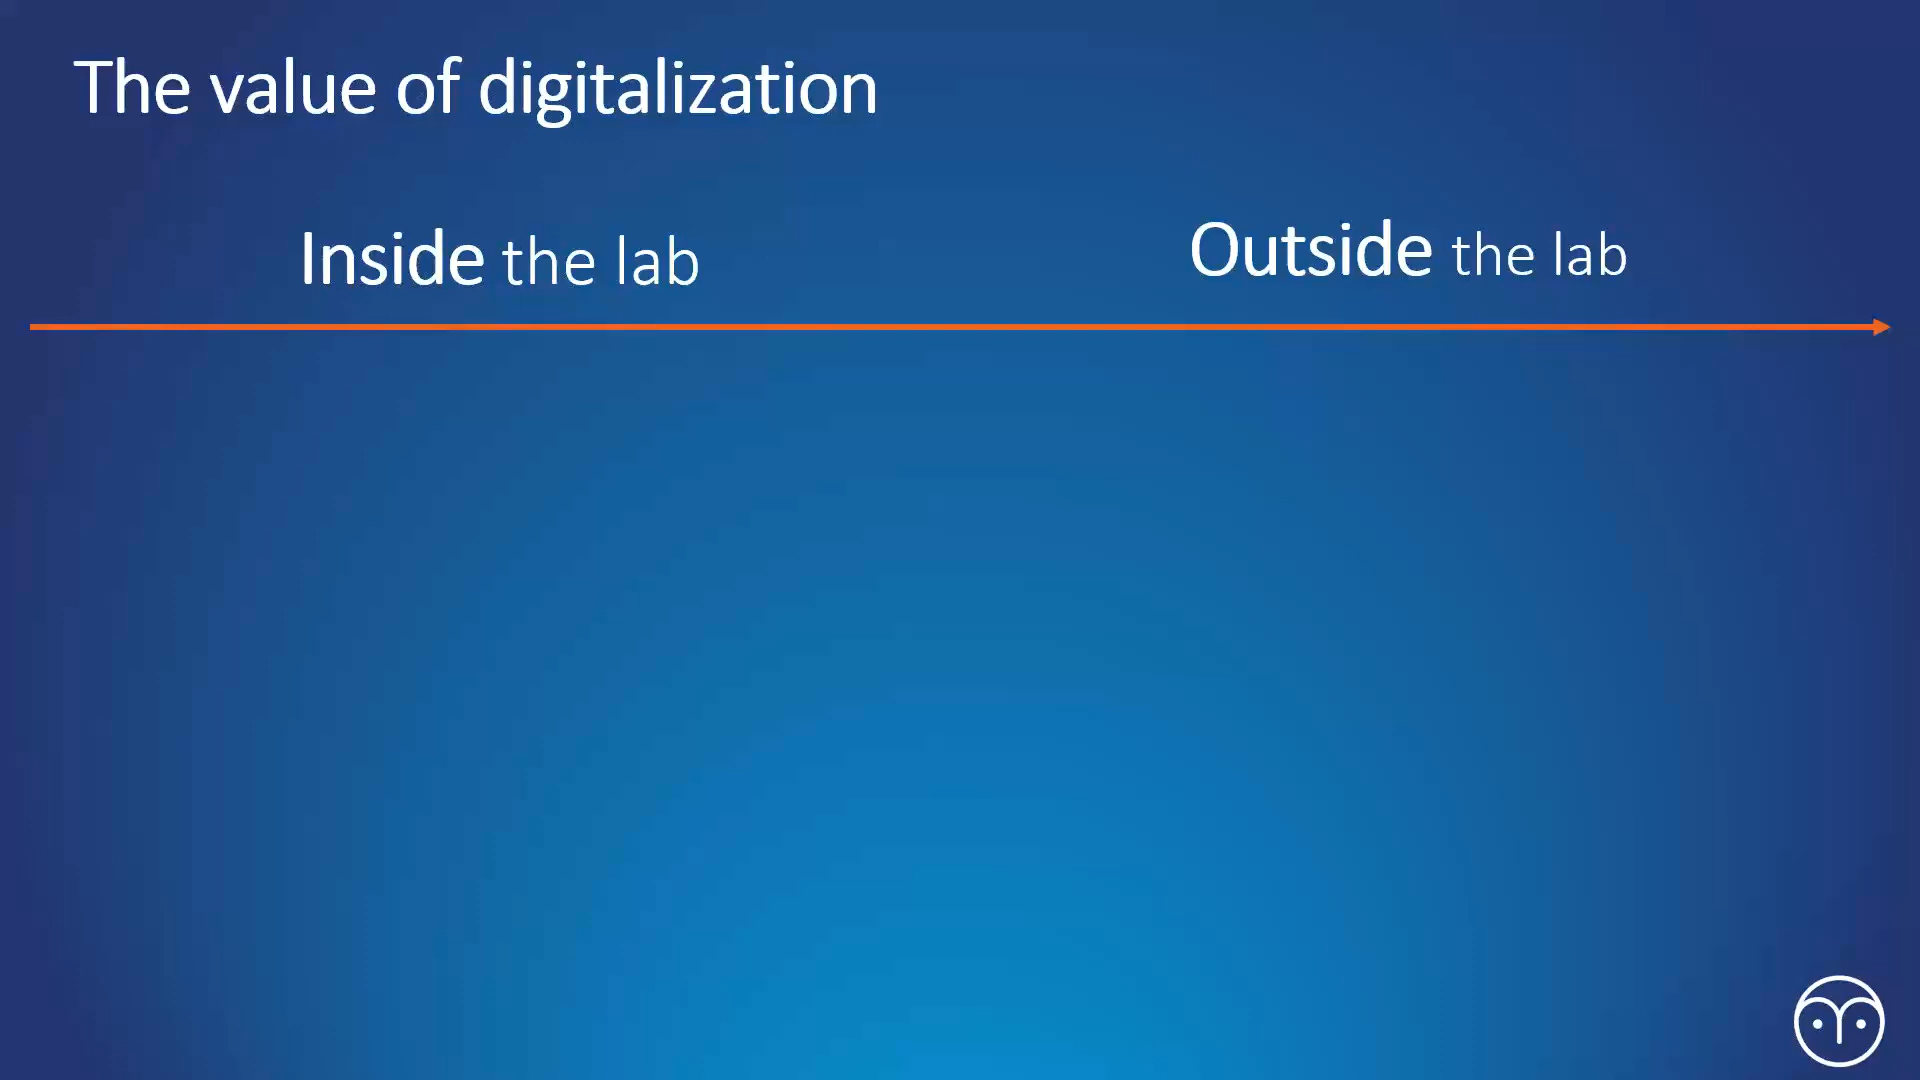 The value of digitalization
Inside the lab
Outside the lab